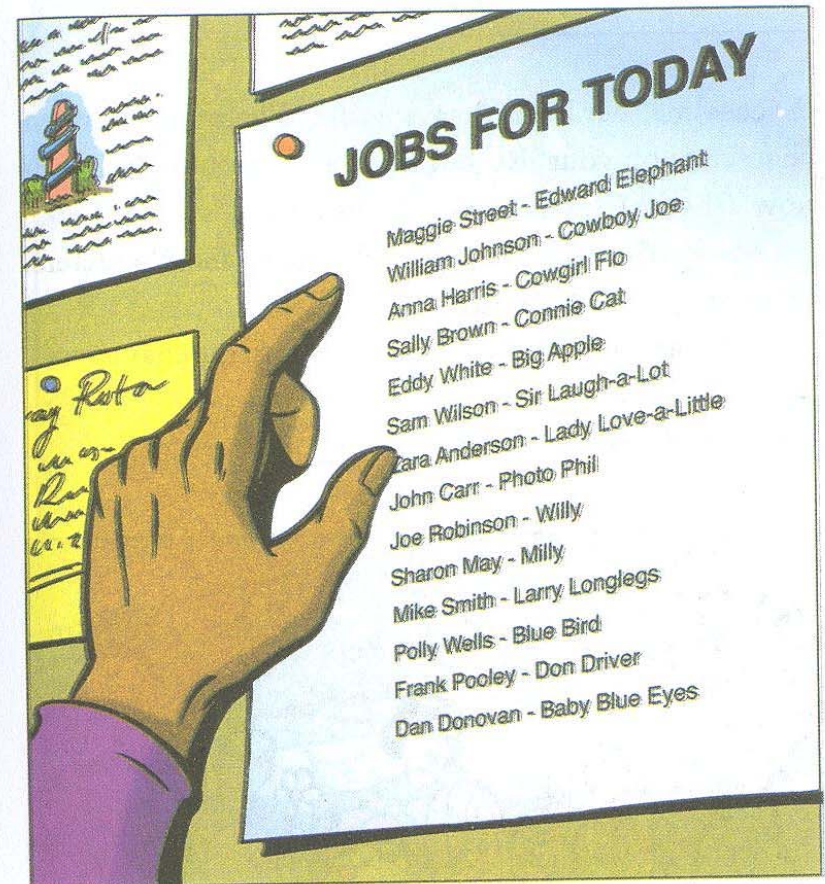 JOBS FOR TODAY
Maggie Street - Edward Elephant
William Johnson - Cowboy Joe
Anna Harris - Cowgirl Flo
Sally Brown - Connie Cat
Eddy White - Big Apple
Sam Wilson - Sir Laugh-a-Lot
Zara Anderson - Lady Love-a-Little
John Carr - Photo Phil
Joe Robinson - Willy
Sharon May - Milly
Mike Smith - Larry Longlegs
Polly Wells - Blue Bird
Frank Pooley - Don Driver
Dan Donovan - Baby Blue Eyes